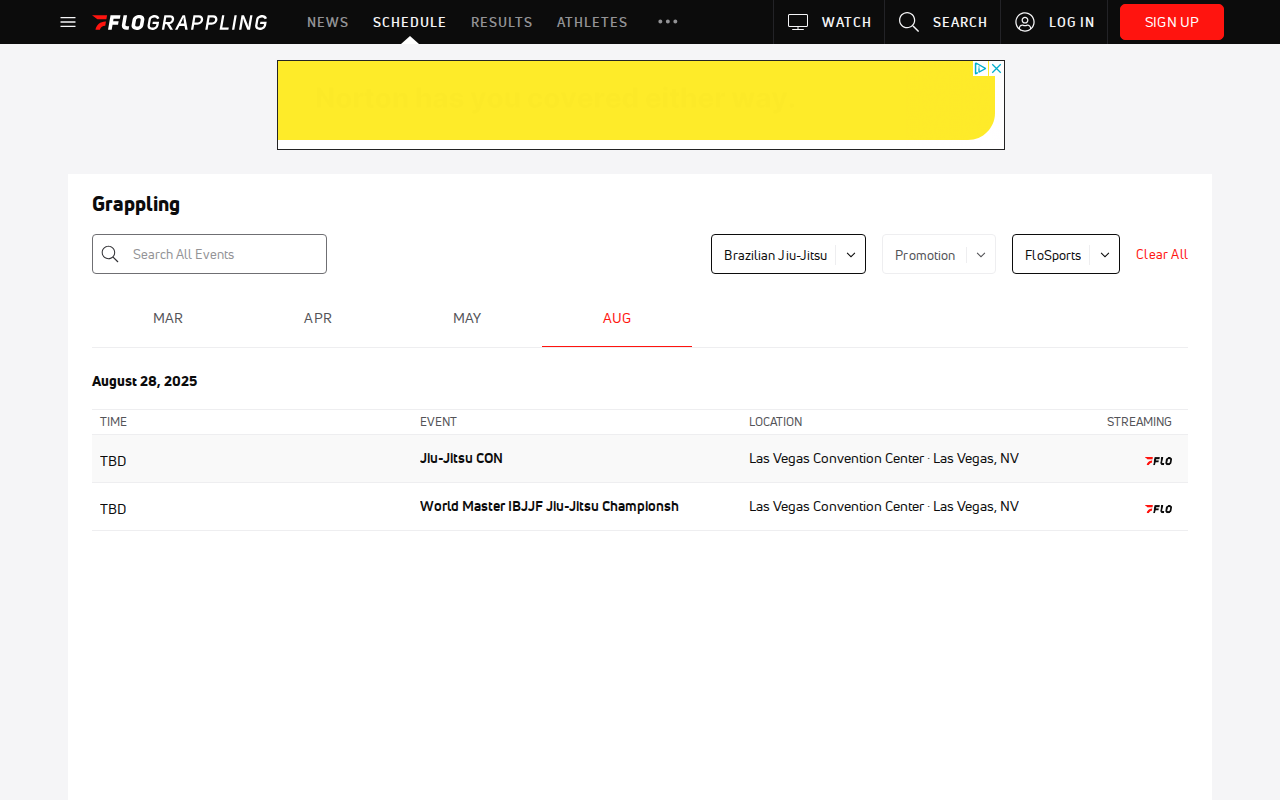 FLOGRAPPLING NEWS SCHEDULE RESULTS ATHLETES WATCH SEARCH LOG IN SIGN UP
Norton has you covered either way
Grappling
Search All Events Brazilian Jiu-Jitsu Promotion FloSports Clear All
MAR APR MAY AUG
August 28, 2025
TIME EVENT LOCATION STREAMING
TBD Jiu-Jitsu CON Las Vegas Convention Center · Las Vegas, NV FLO
TBD World Master IBJJF Jiu-Jitsu Championsh Las Vegas Convention Center · Las Vegas, NV FLO